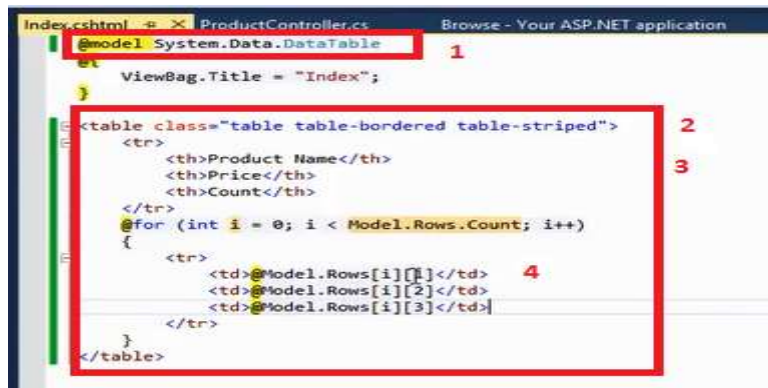 Index.cshtml ProductController.cs Browse - Your ASP.NET application
@model System.Data.DataTable 1
@{
ViewBag.Title = "Index";
}
<table class="table table-bordered table-striped"> 2
<tr>
<th>Product Name</th>
<th>Price</th> 3
<th>Count</th>
</tr>
@for (int i = 0; i < Model.Rows.Count; i++)
{
<tr>
<td>@Model.Rows[i][1]</td> 4
<td>@Model.Rows[i][2]</td>
<td>@Model.Rows[i][3]</td>
</tr>
}
</table>